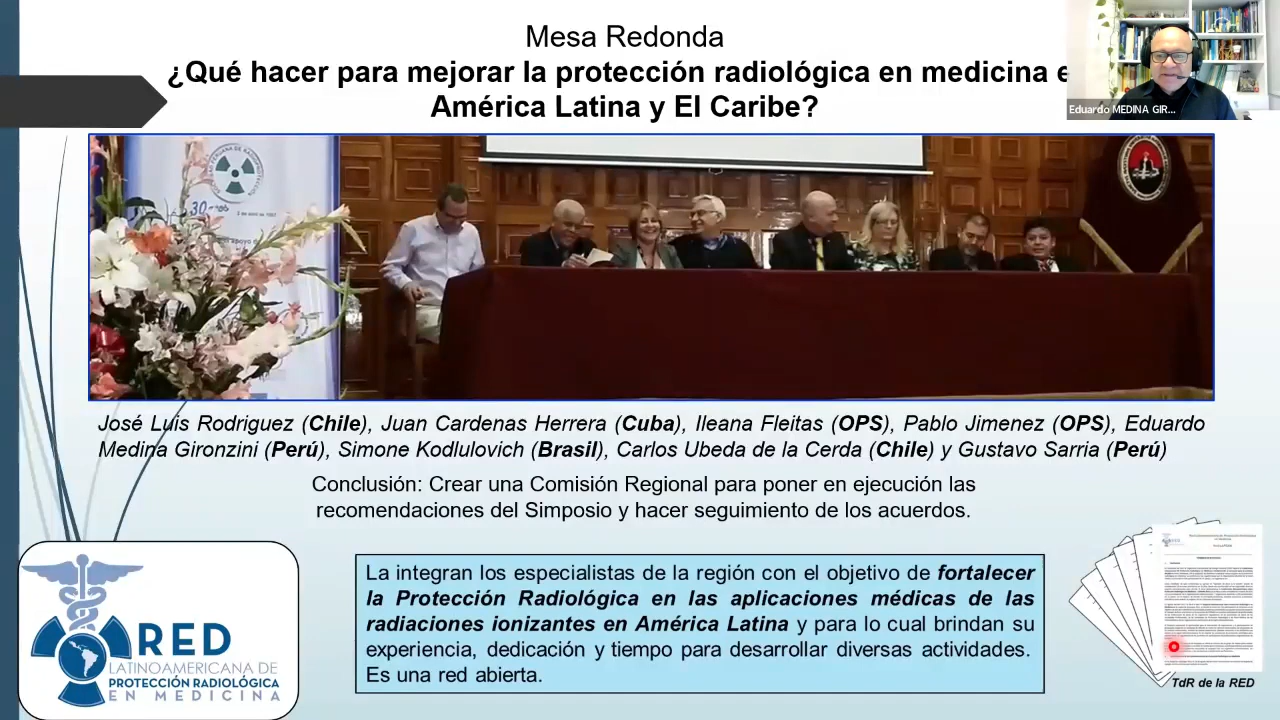 Mesa Redonda
¿Qué hacer para mejorar la protección radiológica en medicina e
América Latina y El Caribe?
Eduardo MEDINA GIR...
PERUANA DE RADIOPROTECCIÓN
30
José Luis Rodriguez (Chile), Juan Cardenas Herrera (Cuba), Ileana Fleitas (OPS), Pablo Jimenez (OPS), Eduardo
Medina Gironzini (Perú), Simone Kodlulovich (Brasil), Carlos Ubeda de la Cerda (Chile) y Gustavo Sarria (Perú)
Conclusión: Crear una Comisión Regional para poner en ejecución las
recomendaciones del Simposio y hacer seguimiento de los acuerdos.
La integran los especialistas de la región con el objetivo de fortalecer
la Protección Radiológica en las aplicaciones médicas de las
radiaciones ionizantes en América Latina y para lo cual brindan su
experiencia, dedicación y tiempo para desarrollar diversas actividades.
Es una red abierta.
RED
LATINOAMERICANA DE
PROTECCIÓN RADIOLÓGICA
EN MEDICINA
TdR de la RED